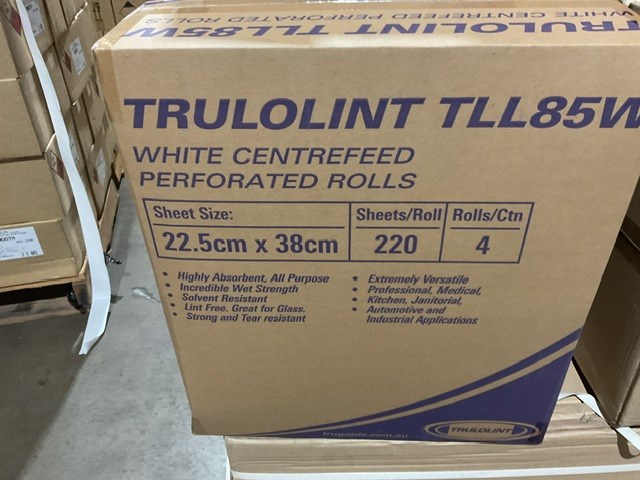 WHITE CENTREFEED PERFORATED ROLLS
TRULOLINT TLL85W
TRULOLINT TLL85W
WHITE CENTREFEED
PERFORATED ROLLS
Sheet Size: Sheets/Roll Rolls/Ctn
22.5cm x 38cm 220 4
• Highly Absorbent, All Purpose
• Incredible Wet Strength
• Solvent Resistant
• Lint Free. Great for Glass.
• Strong and Tear resistant
• Extremely Versatile
• Professional, Medical,
• Kitchen, Janitorial,
• Automotive and
Industrial Applications
TRULOLINT